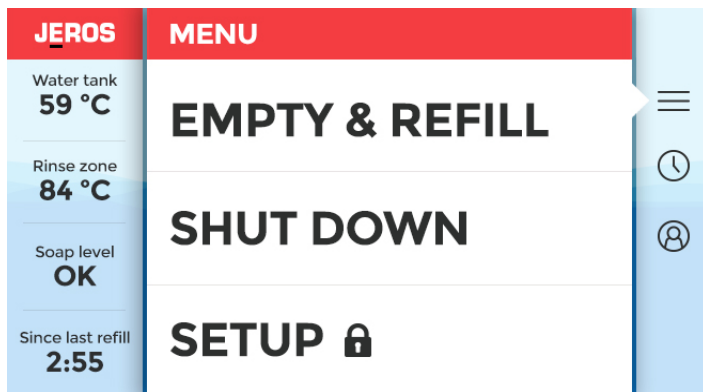 JEROS
Water tank
59 °C
Rinse zone
84 °C
Soap level
OK
Since last refill
2:55
MENU
EMPTY & REFILL
SHUT DOWN
SETUP